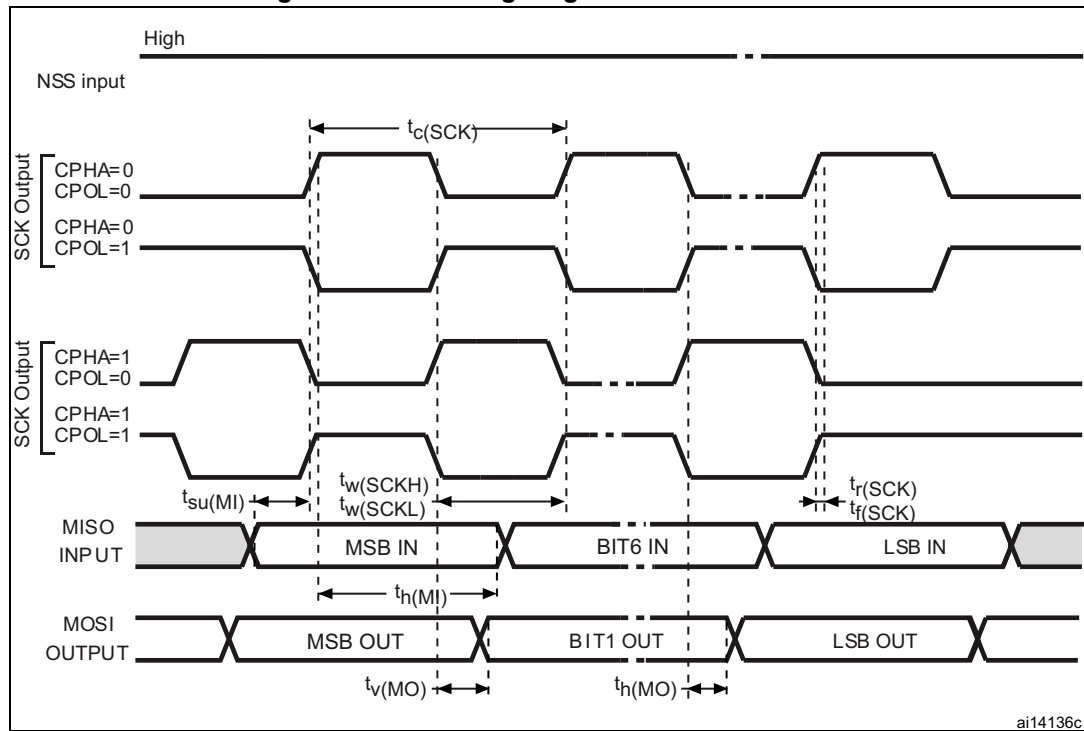 High
NSS input
tc(SCK)
SCK Output
CPHA=0
CPOL=0
CPHA=0
CPOL=1
SCK Output
CPHA=1
CPOL=0
CPHA=1
CPOL=1
tsu(MI)
tw(SCKH)
tw(SCKL)
tr(SCK)
tf(SCK)
MISO
INPUT
MSB IN
BIT6 IN
LSB IN
th(MI)
MOSI
OUTPUT
MSB OUT
BIT1 OUT
LSB OUT
tv(MO)
th(MO)
ai14136c